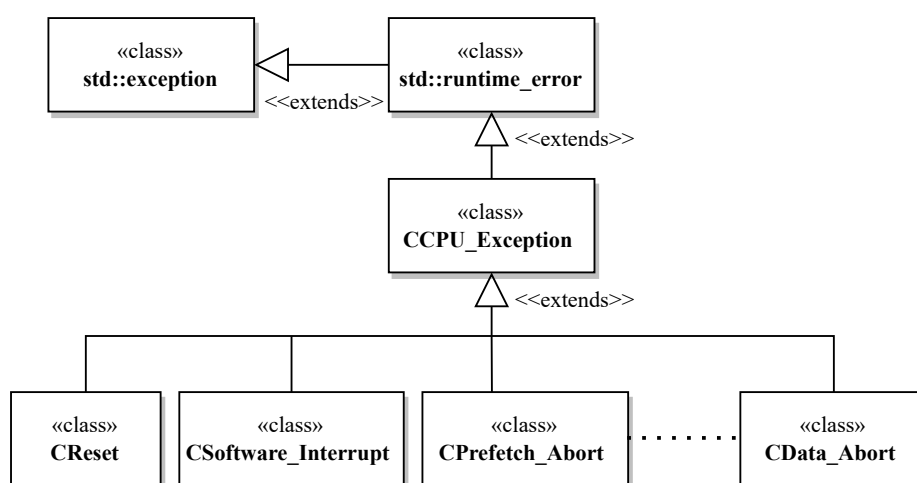 «class»
std::exception
«class»
std::runtime_error
<<extends>>
<<extends>>
«class»
CCPU_Exception
<<extends>>
«class»
CReset
«class»
CSoftware_Interrupt
«class»
CPrefetch_Abort
«class»
CData_Abort